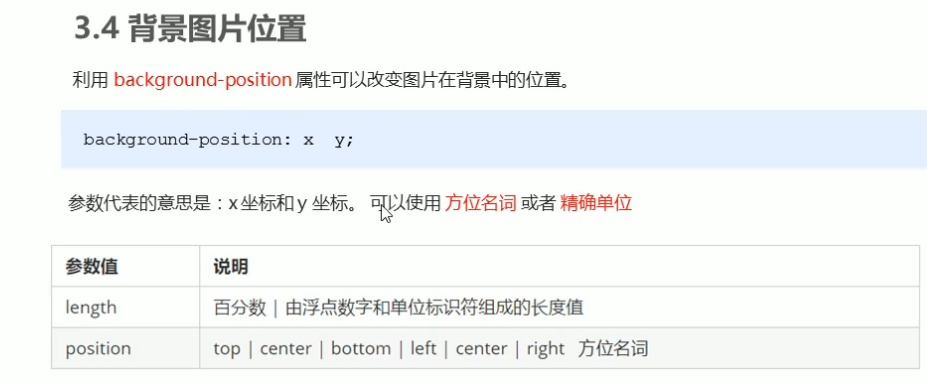 3.4 背景图片位置
利用 background-position 属性可以改变图片在背景中的位置。
background-position: x  y;
参数代表的意思是：x 坐标和 y 坐标。 可以使用 方位名词 或者 精确单位
参数值 说明
length 百分数 | 由浮点数字和单位标识符组成的长度值
position top | center | bottom | left | center | right 方位名词